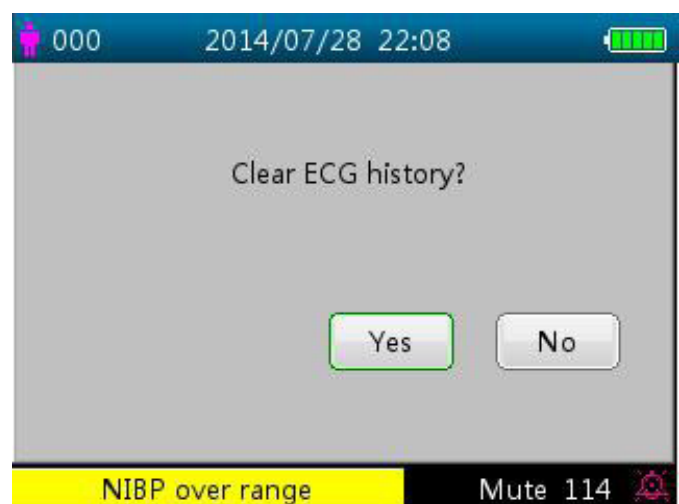 000 2014/07/28 22:08
Clear ECG history?
Yes No
NIBP over range Mute 114